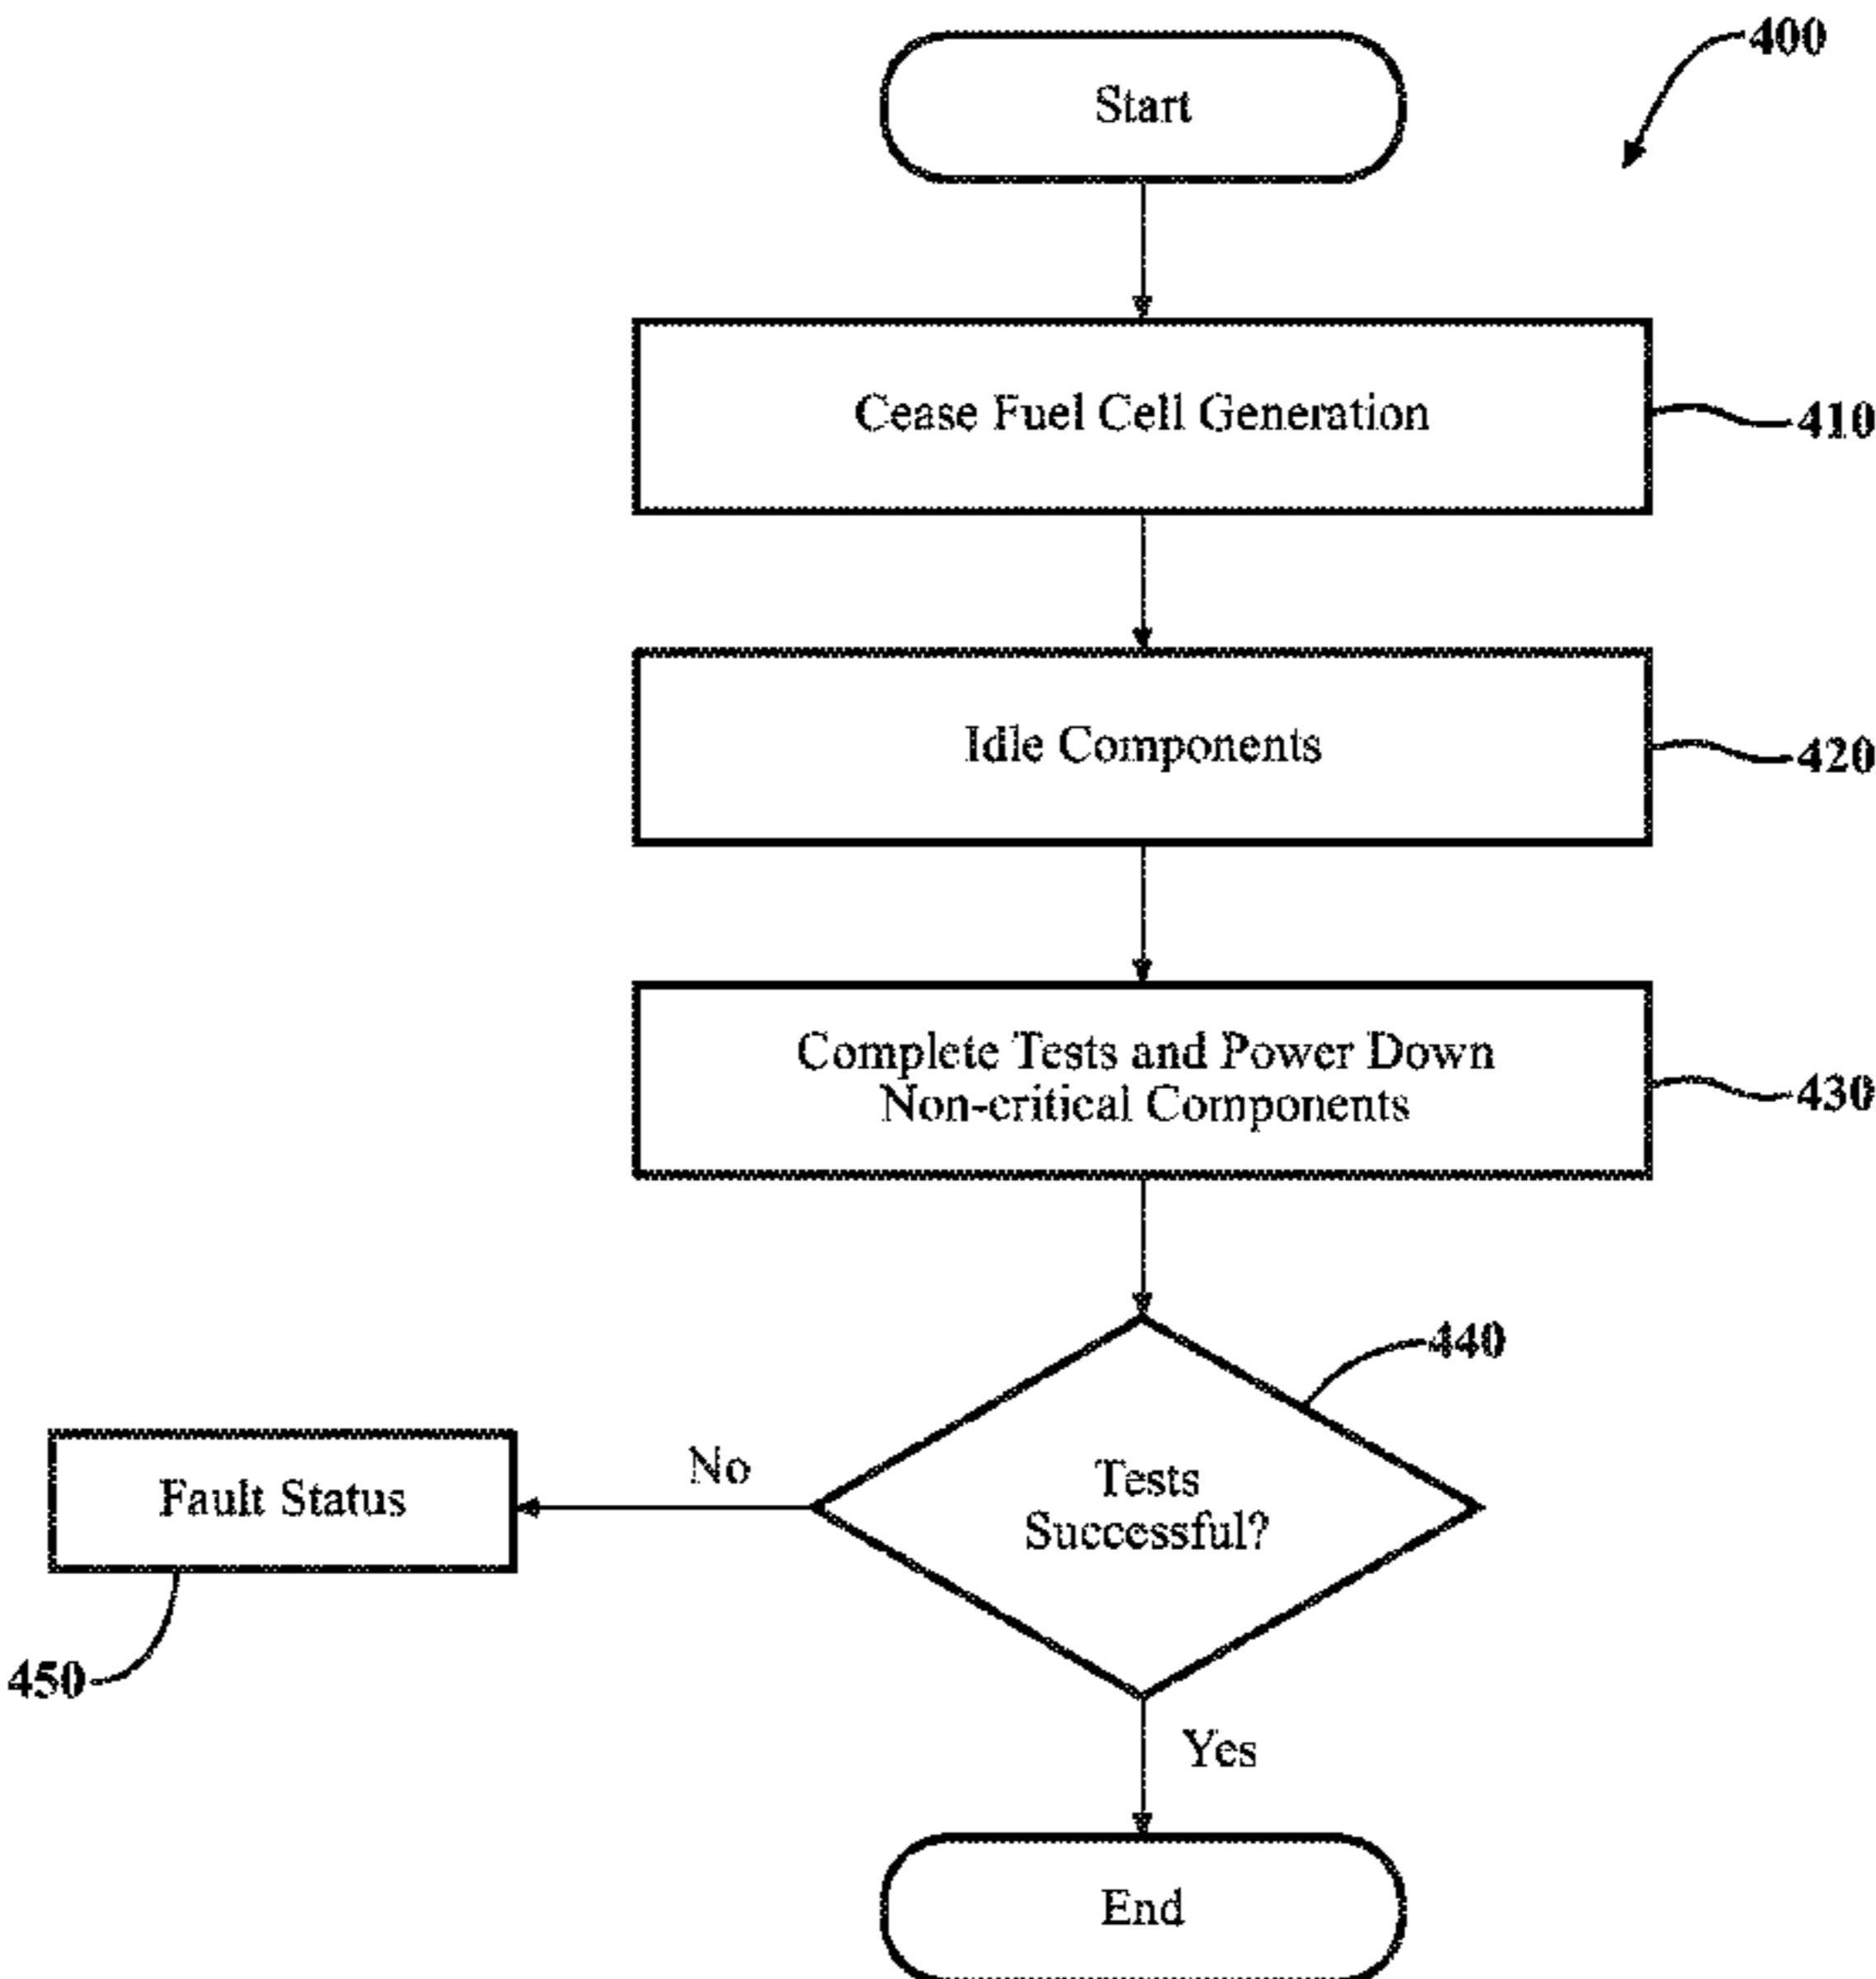 400
Start
Cease Fuel Cell Generation
410
Idle Components
420
Complete Tests and Power Down
Non-critical Components
430
440
Tests
Successful?
No
Fault Status
450
Yes
End